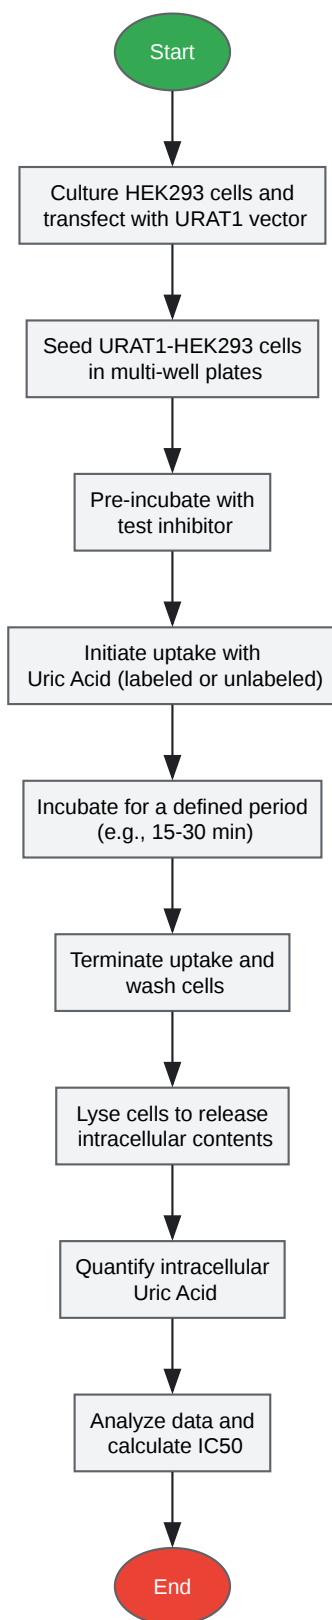 Start
Culture HEK293 cells and
transfect with URAT1 vector
Seed URAT1-HEK293 cells
in multi-well plates
Pre-incubate with
test inhibitor
Initiate uptake with
Uric Acid (labeled or unlabeled)
Incubate for a defined period
(e.g., 15-30 min)
Terminate uptake and
wash cells
Lyse cells to release
intracellular contents
Quantify intracellular
Uric Acid
Analyze data and
calculate IC50
End